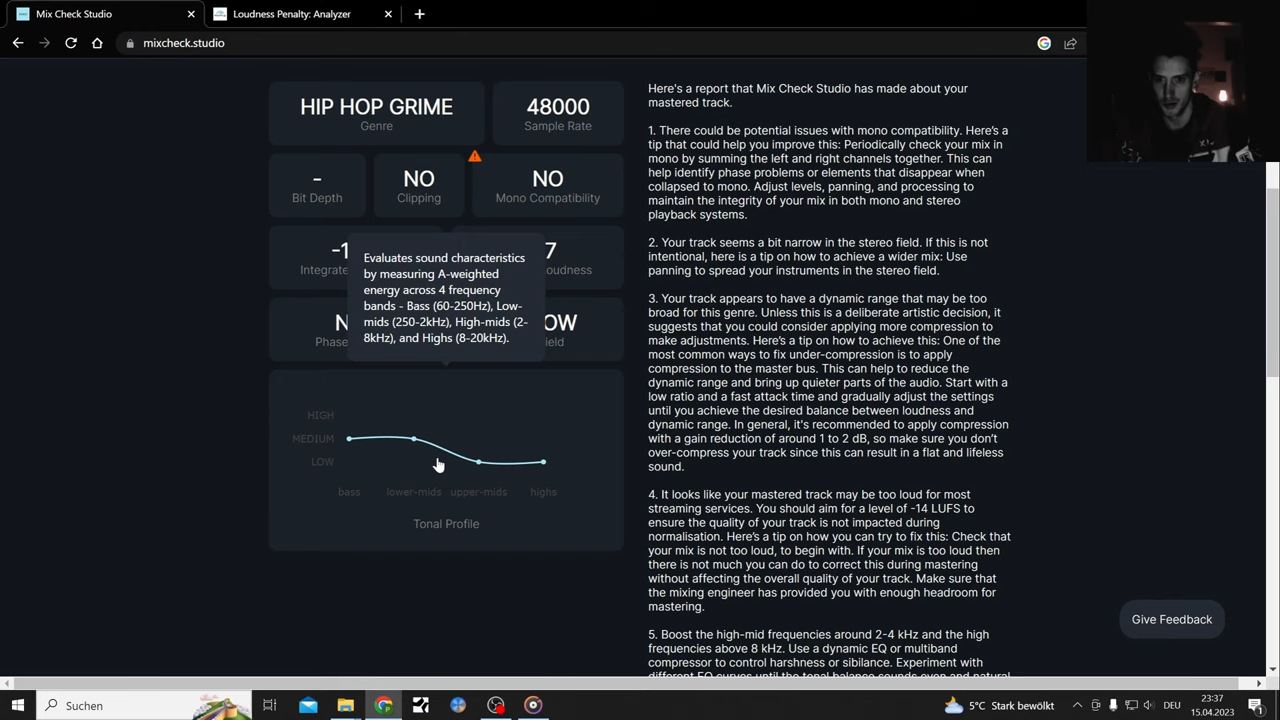 Mix Check Studio
Loudness Penalty: Analyzer
mixcheck.studio
HIP HOP GRIME
Genre
48000
Sample Rate
-
Bit Depth
NO
Clipping
NO
Mono Compatibility
-1
Integrate
7
oudness
Evaluates sound characteristics
by measuring A-weighted
energy across 4 frequency
bands - Bass (60-250Hz), Low-
mids (250-2kHz), High-mids (2-
8kHz), and Highs (8-20kHz).
N
Phase
OW
ield
HIGH
MEDIUM
LOW
bass
lower-mids
upper-mids
highs
Tonal Profile
Here's a report that Mix Check Studio has made about your
mastered track.
1. There could be potential issues with mono compatibility. Here's a
tip that could help you improve this: Periodically check your mix in
mono by summing the left and right channels together. This can
help identify phase problems or elements that disappear when
collapsed to mono. Adjust levels, panning, and processing to
maintain the integrity of your mix in both mono and stereo
playback systems.
2. Your track seems a bit narrow in the stereo field. If this is not
intentional, here is a tip on how to achieve a wider mix: Use
panning to spread your instruments in the stereo field.
3. Your track appears to have a dynamic range that may be too
broad for this genre. Unless this is a deliberate artistic decision, it
suggests that you could consider applying more compression to
make adjustments. Here's a tip on how to achieve this: One of the
most common ways to fix under-compression is to apply
compression to the master bus. This can help to reduce the
dynamic range and bring up quieter parts of the audio. Start with a
low ratio and a fast attack time and gradually adjust the settings
until you achieve the desired balance between loudness and
dynamic range. In general, it's recommended to apply compression
with a gain reduction of around 1 to 2 dB, so make sure you don't
over-compress your track since this can result in a flat and lifeless
sound.
4. It looks like your mastered track may be too loud for most
streaming services. You should aim for a level of -14 LUFS to
ensure the quality of your track is not impacted during
normalisation. Here's a tip on how you can try to fix this: Check that
your mix is not too loud, to begin with. If your mix is too loud then
there is not much you can do to correct this during mastering
without affecting the overall quality of your track. Make sure that
the mixing engineer has provided you with enough headroom for
mastering.
5. Boost the high-mid frequencies around 2-4 kHz and the high
frequencies above 8 kHz. Use a dynamic EQ or multiband
compressor to control harshness or sibilance. Experiment with
different EQ curves until the tonal balance sounds even and natural
Give Feedback
Suchen
5°C Stark bewölkt
DEU
23:37
15.04.2023